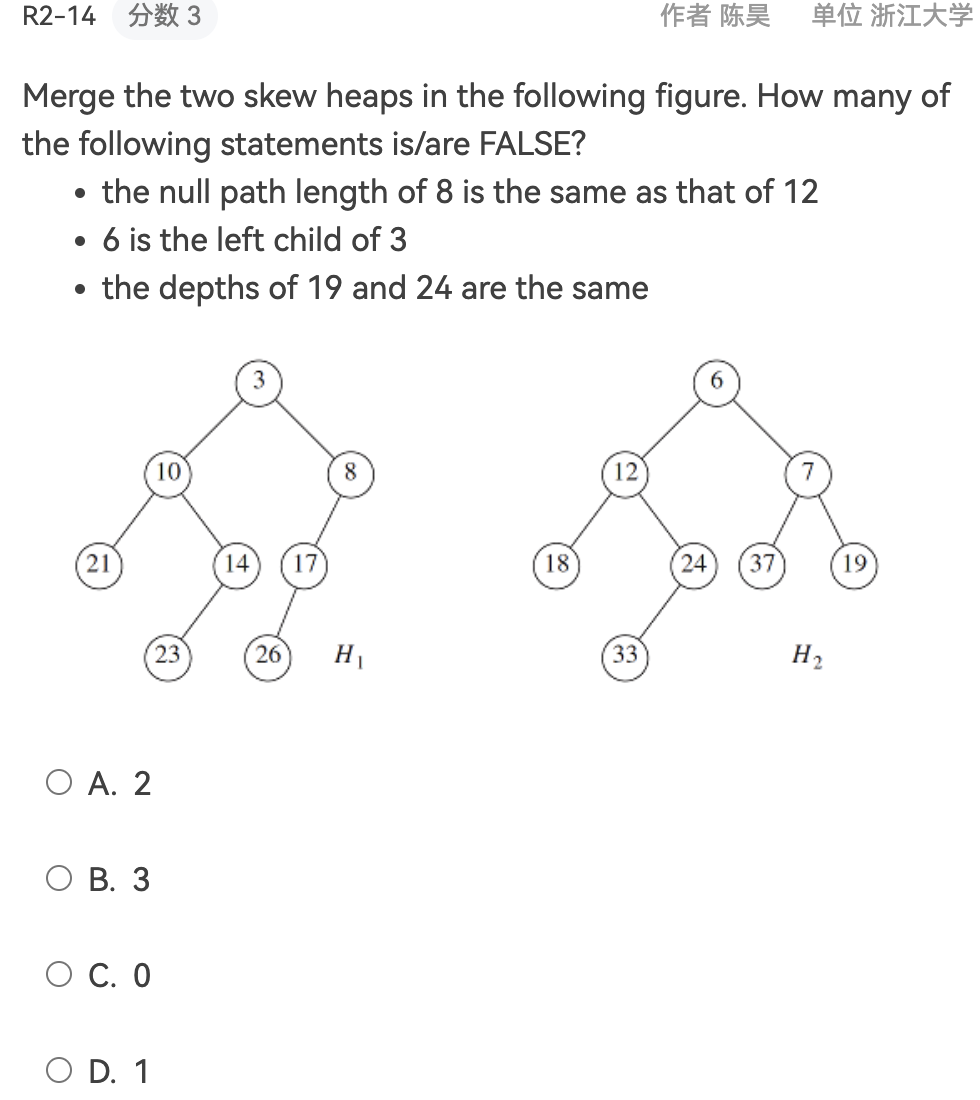 R2-14 分数 3 作者 陈昊 单位 浙江大学
Merge the two skew heaps in the following figure. How many of
the following statements is/are FALSE?
• the null path length of 8 is the same as that of 12
• 6 is the left child of 3
• the depths of 19 and 24 are the same
3 6
10 8 12 7
21 14 17 18 24 37 19
23 26 H1 33 H2
A. 2
B. 3
C. 0
D. 1